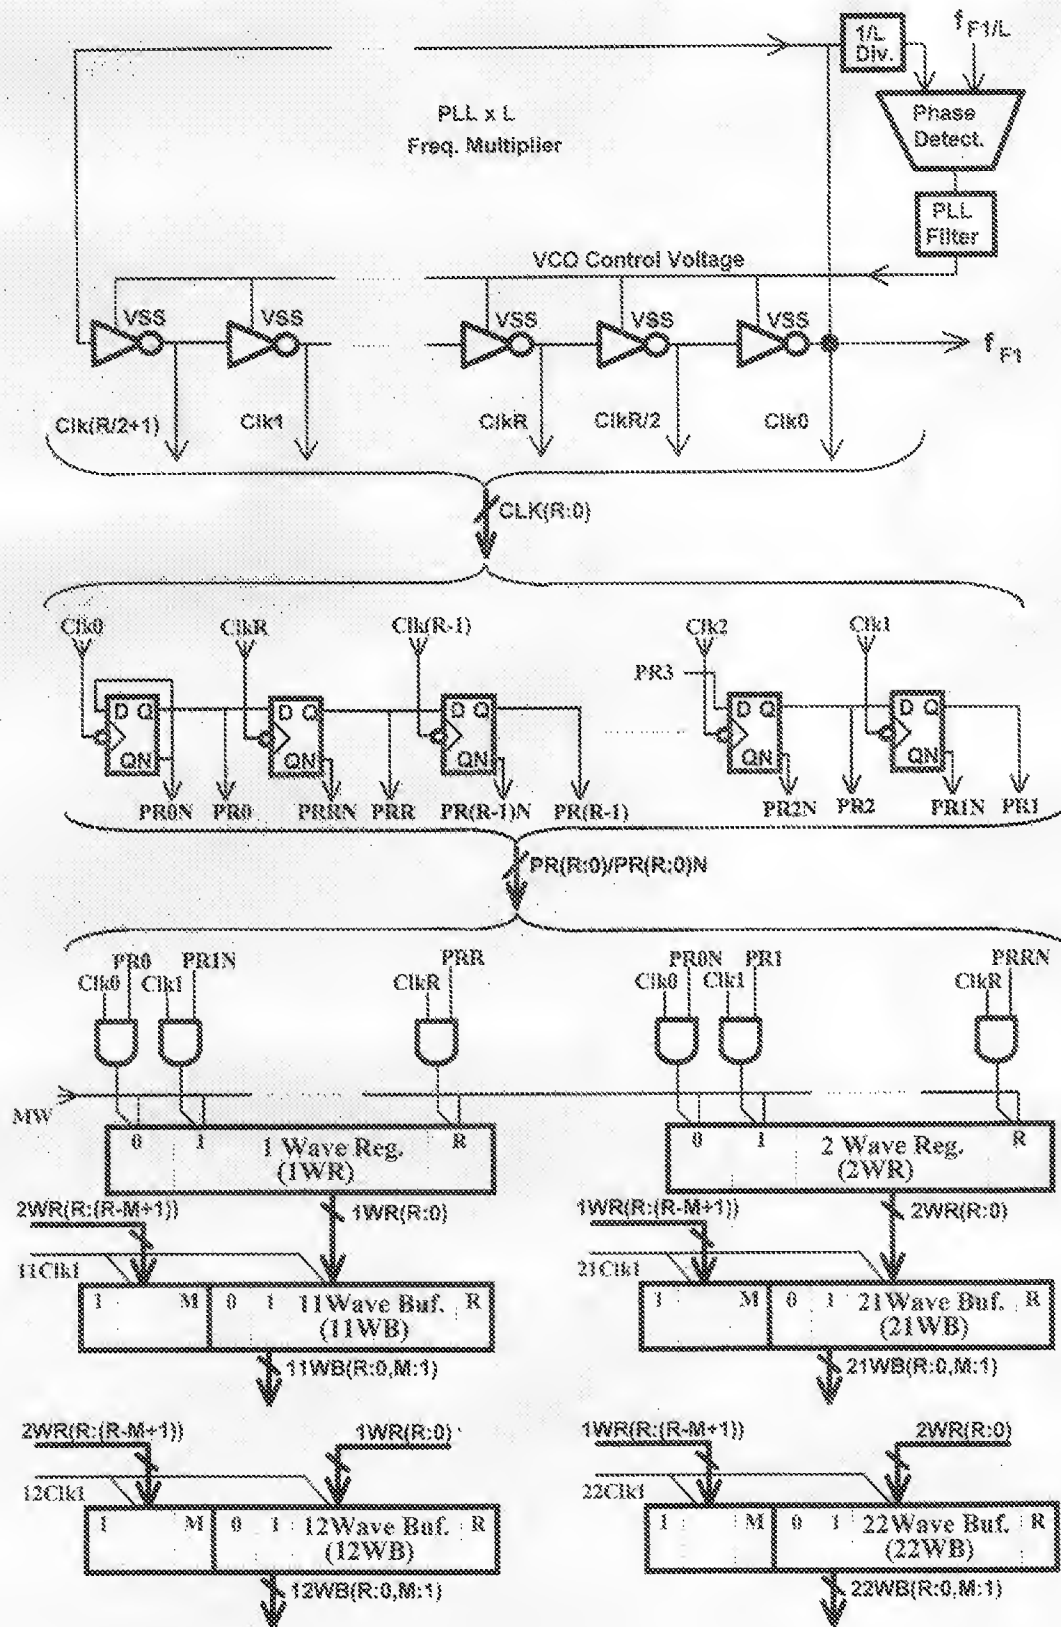 1/L
Div.
f F1/L
PLL x L
Freq. Multiplier
Phase
Detect.
PLL
Filter
VCO Control Voltage
VSS VSS VSS VSS VSS
f F1
Clk(R/2+1) Clk1 ClkR ClkR/2 Clk0
CLK(R:0)
Clk0 ClkR Clk(R-1) Clk2 Clk1
PR3
D Q D Q D Q D Q D Q
QN QN QN QN QN
PR0N PR0 PRRN PRR PR(R-1)N PR(R-1) PR2N PR2 PR1N PR1
PR(R:0)/PR(R:0)N
PR0 PR1N PRR PR0N PR1 PRRN
Clk0 Clk1 ClkR Clk0 Clk1 ClkR
MW
0 1 R 0 1 R
1 Wave Reg. 2 Wave Reg.
(1WR) (2WR)
2WR(R:(R-M+1)) 1WR(R:0) 1WR(R:(R-M+1)) 2WR(R:0)
11Clk1 21Clk1
1 M 0 1 11Wave Buf. R 1 M 0 1 21Wave Buf. R
(11WB) (21WB)
11WB(R:0,M:1) 21WB(R:0,M:1)
2WR(R:(R-M+1)) 1WR(R:0) 1WR(R:(R-M+1)) 2WR(R:0)
12Clk1 22Clk1
1 M 0 1 12Wave Buf. R 1 M 0 1 22Wave Buf. R
(12WB) (22WB)
12WB(R:0,M:1) 22WB(R:0,M:1)